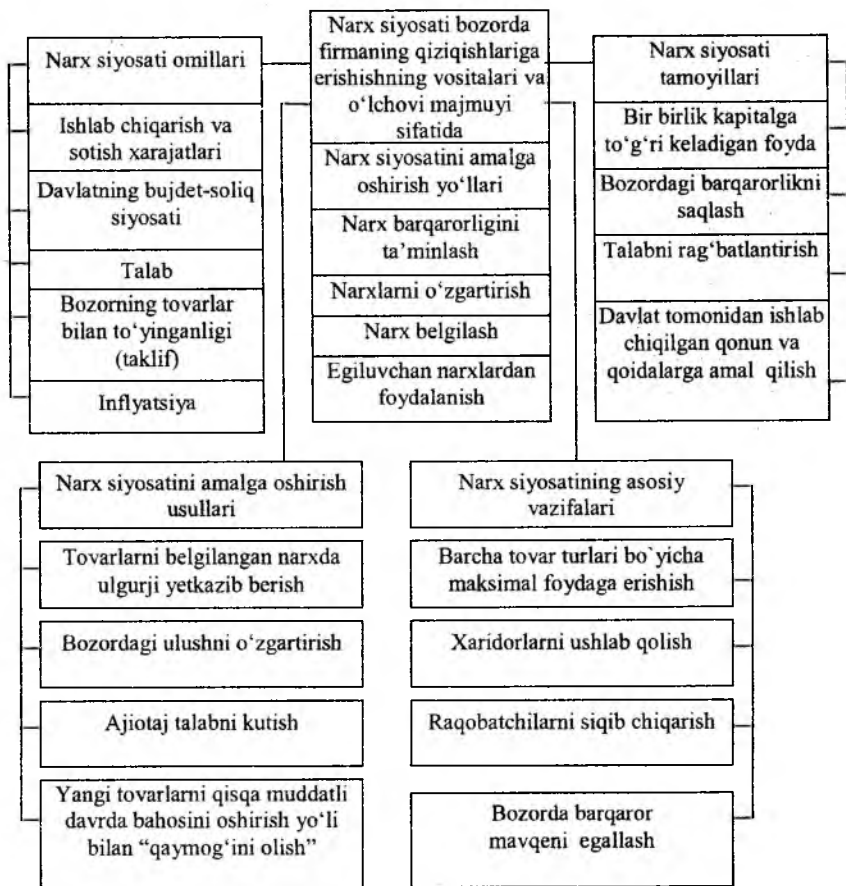 Narx siyosati omillari
Ishlab chiqarish va
sotish xarajatlari
Davlatning bujdet-soliq
siyosati
Talab
Bozorning tovarlar
bilan to‘yinganligi
(taklif)
Inflyatsiya
Narx siyosati bozorda
firmaning qiziqishlariga
erishishning vositalari va
o‘lchovi majmuyi
sifatida
Narx siyosatini amalga
oshirish yo‘llari
Narx barqarorligini
ta’minlash
Narxlarni o‘zgartirish
Narx belgilash
Egiluvchan narxlardan
foydalanish
Narx siyosati
tamoyillari
Bir birlik kapitalga
to‘g‘ri keladigan foyda
Bozordagi barqarorlikni
saqlash
Talabni rag‘batlantirish
Davlat tomonidan ishlab
chiqilgan qonun va
qoidalarga amal qilish
Narx siyosatini amalga oshirish
usullari
Tovarlarni belgilangan narxda
ulgurji yetkazib berish
Bozordagi ulushni o‘zgartirish
Ajiotaj talabni kutish
Yangi tovarlarni qisqa muddatli
davrda bahosini oshirish yo‘li
bilan “qaymog‘ini olish”
Narx siyosatining asosiy
vazifalari
Barcha tovar turlari bo`yicha
maksimal foydaga erishish
Xaridorlarni ushlab qolish
Raqobatchilarni siqib chiqarish
Bozorda barqaror
mavqeni egallash